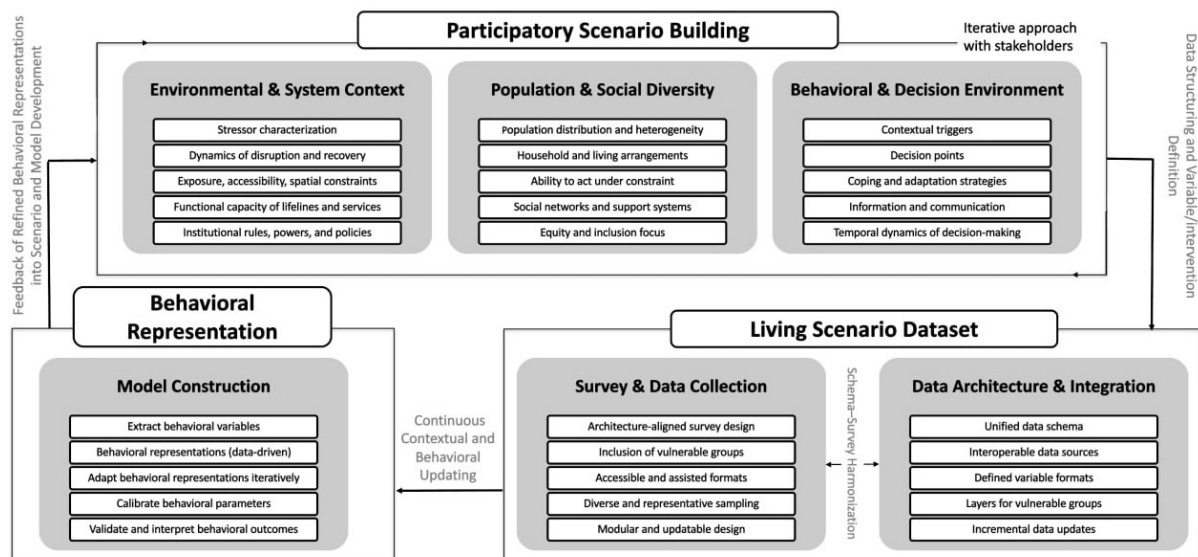 Participatory Scenario Building
Iterative approach
with stakeholders
Environmental & System Context
Stressor characterization
Dynamics of disruption and recovery
Exposure, accessibility, spatial constraints
Functional capacity of lifelines and services
Institutional rules, powers, and policies
Population & Social Diversity
Population distribution and heterogeneity
Household and living arrangements
Ability to act under constraint
Social networks and support systems
Equity and inclusion focus
Behavioral & Decision Environment
Contextual triggers
Decision points
Coping and adaptation strategies
Information and communication
Temporal dynamics of decision-making
Data Structuring and Variable/intervention
Definition
Living Scenario Dataset
Survey & Data Collection
Architecture-aligned survey design
Inclusion of vulnerable groups
Accessible and assisted formats
Diverse and representative sampling
Modular and updatable design
Schema–Survey Harmonization
Data Architecture & Integration
Unified data schema
Interoperable data sources
Defined variable formats
Layers for vulnerable groups
Incremental data updates
Continuous
Contextual and
Behavioral
Updating
Behavioral
Representation
Model Construction
Extract behavioral variables
Behavioral representations (data-driven)
Adapt behavioral representations iteratively
Calibrate behavioral parameters
Validate and interpret behavioral outcomes
Feedback of Refined Behavioral Representations
into Scenario and Model Development